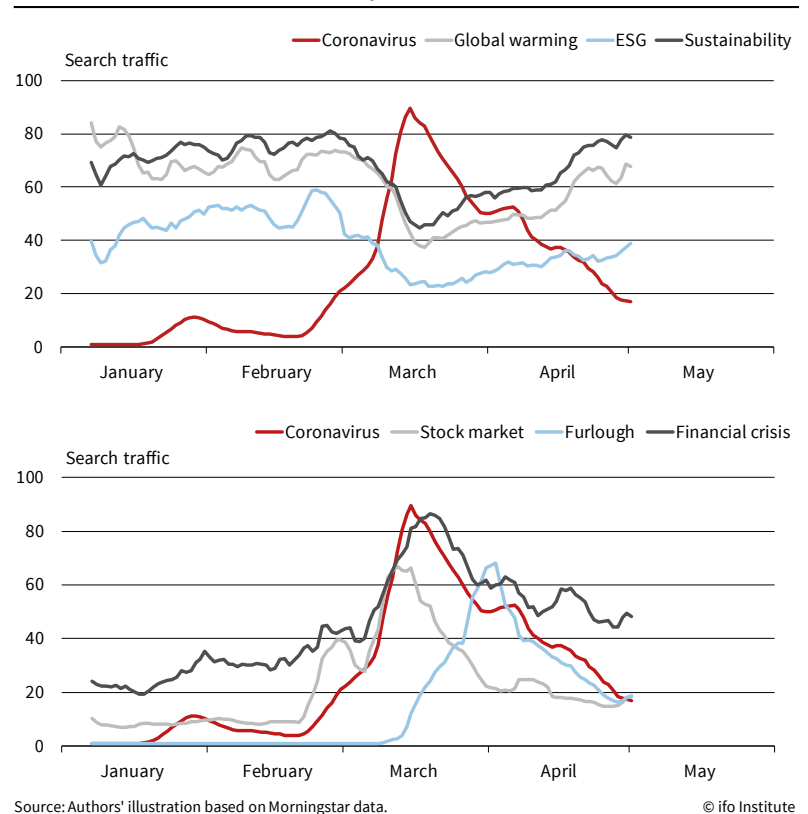 Coronavirus Global warming ESG Sustainability
Search traffic
100
80
60
40
20
0
January February March April May
Coronavirus Stock market Furlough Financial crisis
Search traffic
100
80
60
40
20
0
January February March April May
Source: Authors' illustration based on Morningstar data. © ifo Institute